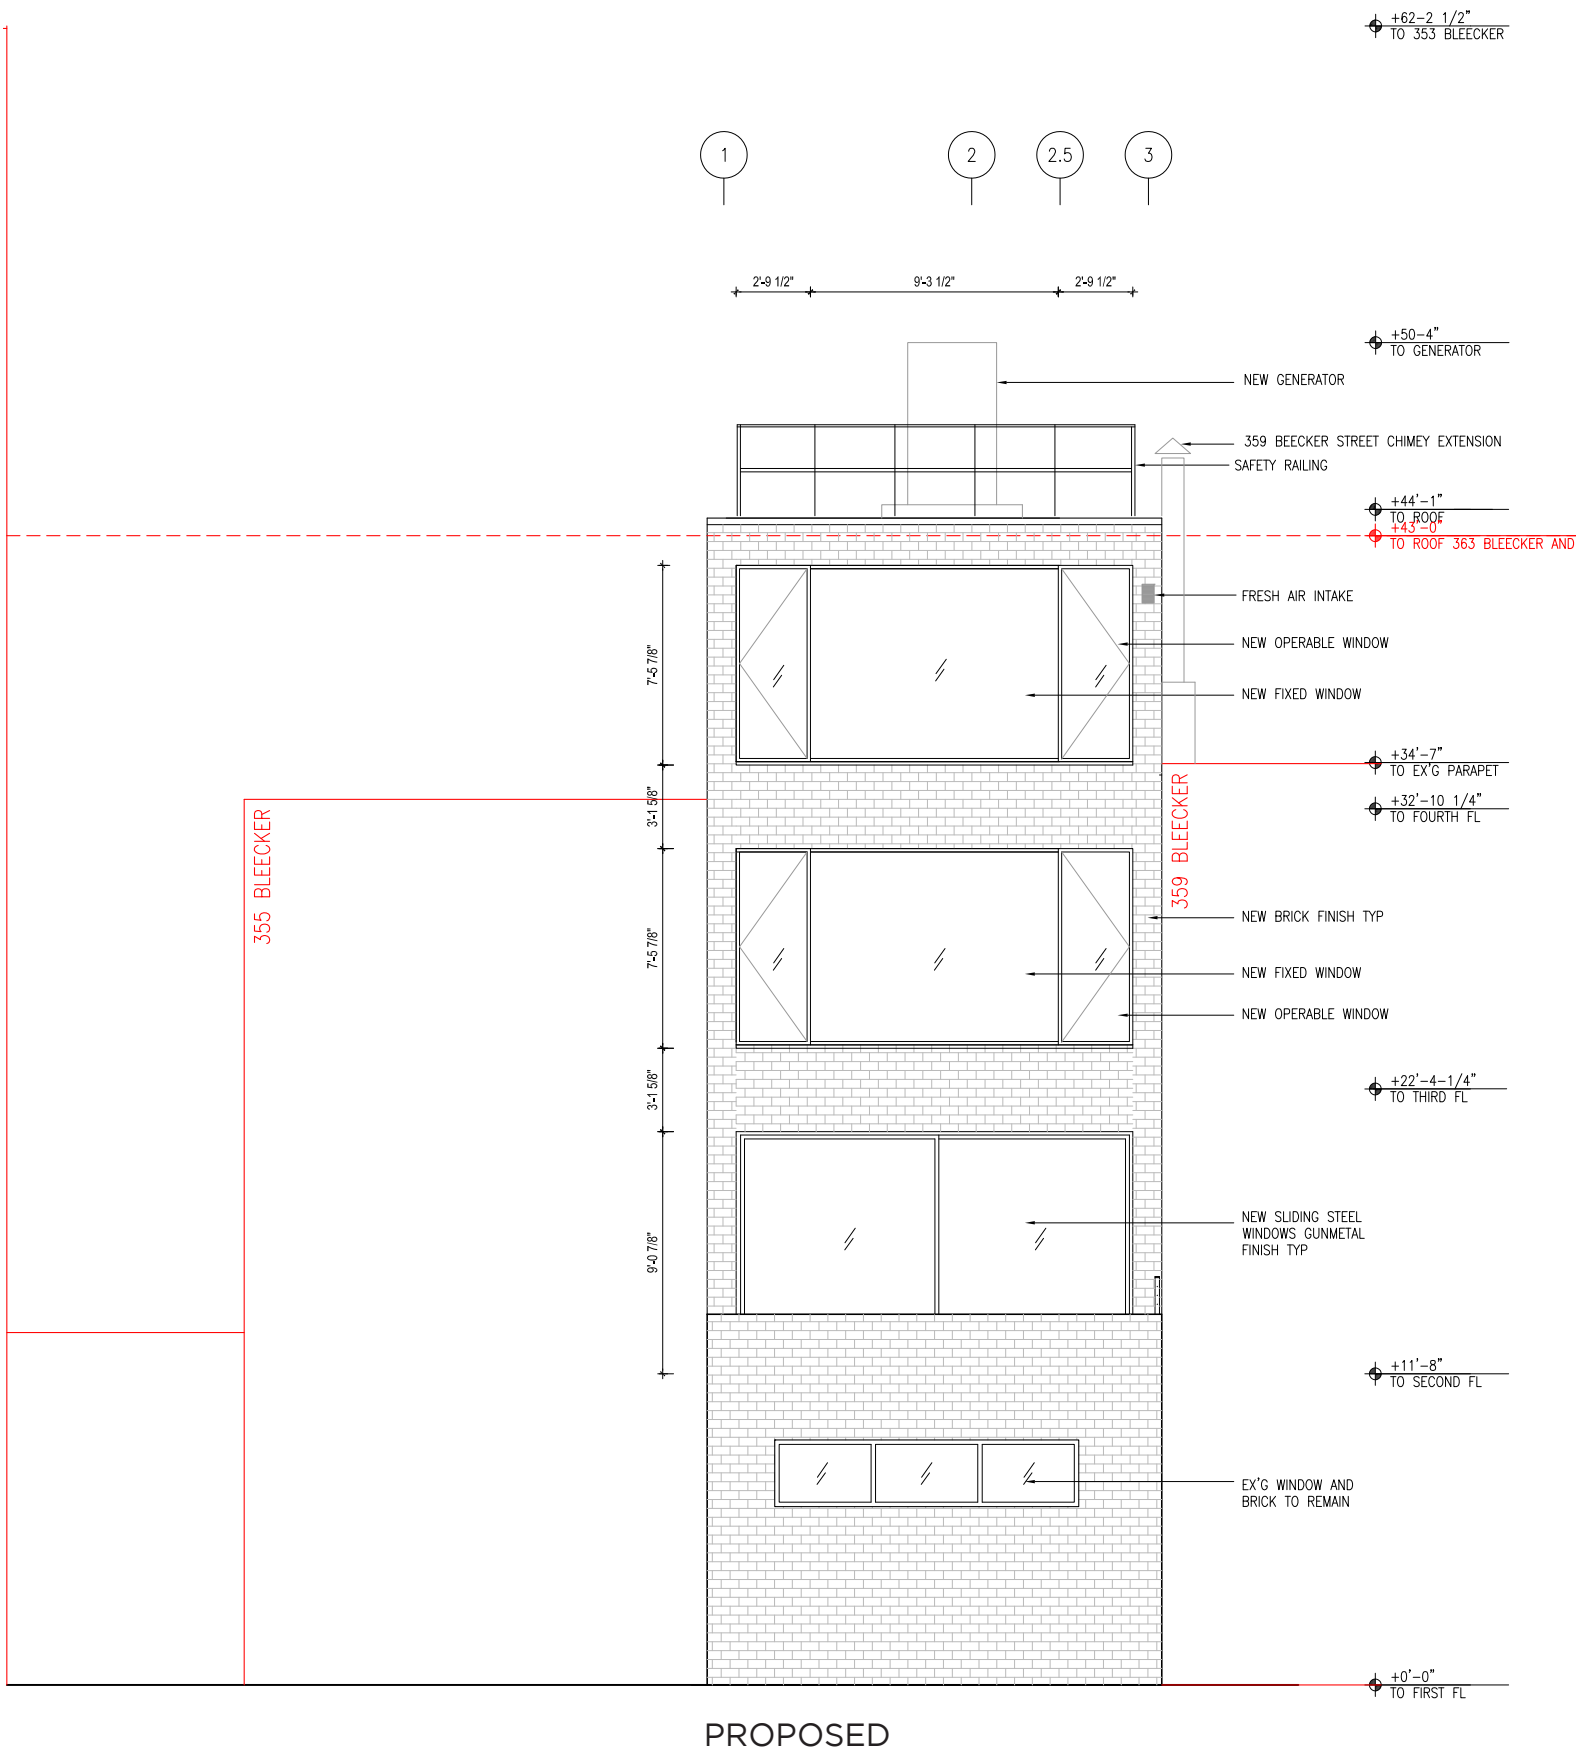 +62-2 1/2"
TO 353 BLEECKER
1
2
2.5
3
2'-9 1/2"
9'-3 1/2"
2'-9 1/2"
+50-4"
TO GENERATOR
NEW GENERATOR
359 BEECKER STREET CHIMEY EXTENSION
SAFETY RAILING
+44'-1"
TO ROOF
+43'-0"
TO ROOF 363 BLEECKER AND
FRESH AIR INTAKE
NEW OPERABLE WINDOW
7'-5 7/8"
NEW FIXED WINDOW
+34'-7"
TO EX'G PARAPET
3'-1 5/8"
+32'-10 1/4"
TO FOURTH FL
355 BLEECKER
359 BLEECKER
NEW BRICK FINISH TYP
7'-5 7/8"
NEW FIXED WINDOW
NEW OPERABLE WINDOW
3'-1 5/8"
+22'-4-1/4"
TO THIRD FL
9'-0 7/8"
NEW SLIDING STEEL
WINDOWS GUNMETAL
FINISH TYP
+11'-8"
TO SECOND FL
EX'G WINDOW AND
BRICK TO REMAIN
+0'-0"
TO FIRST FL
PROPOSED